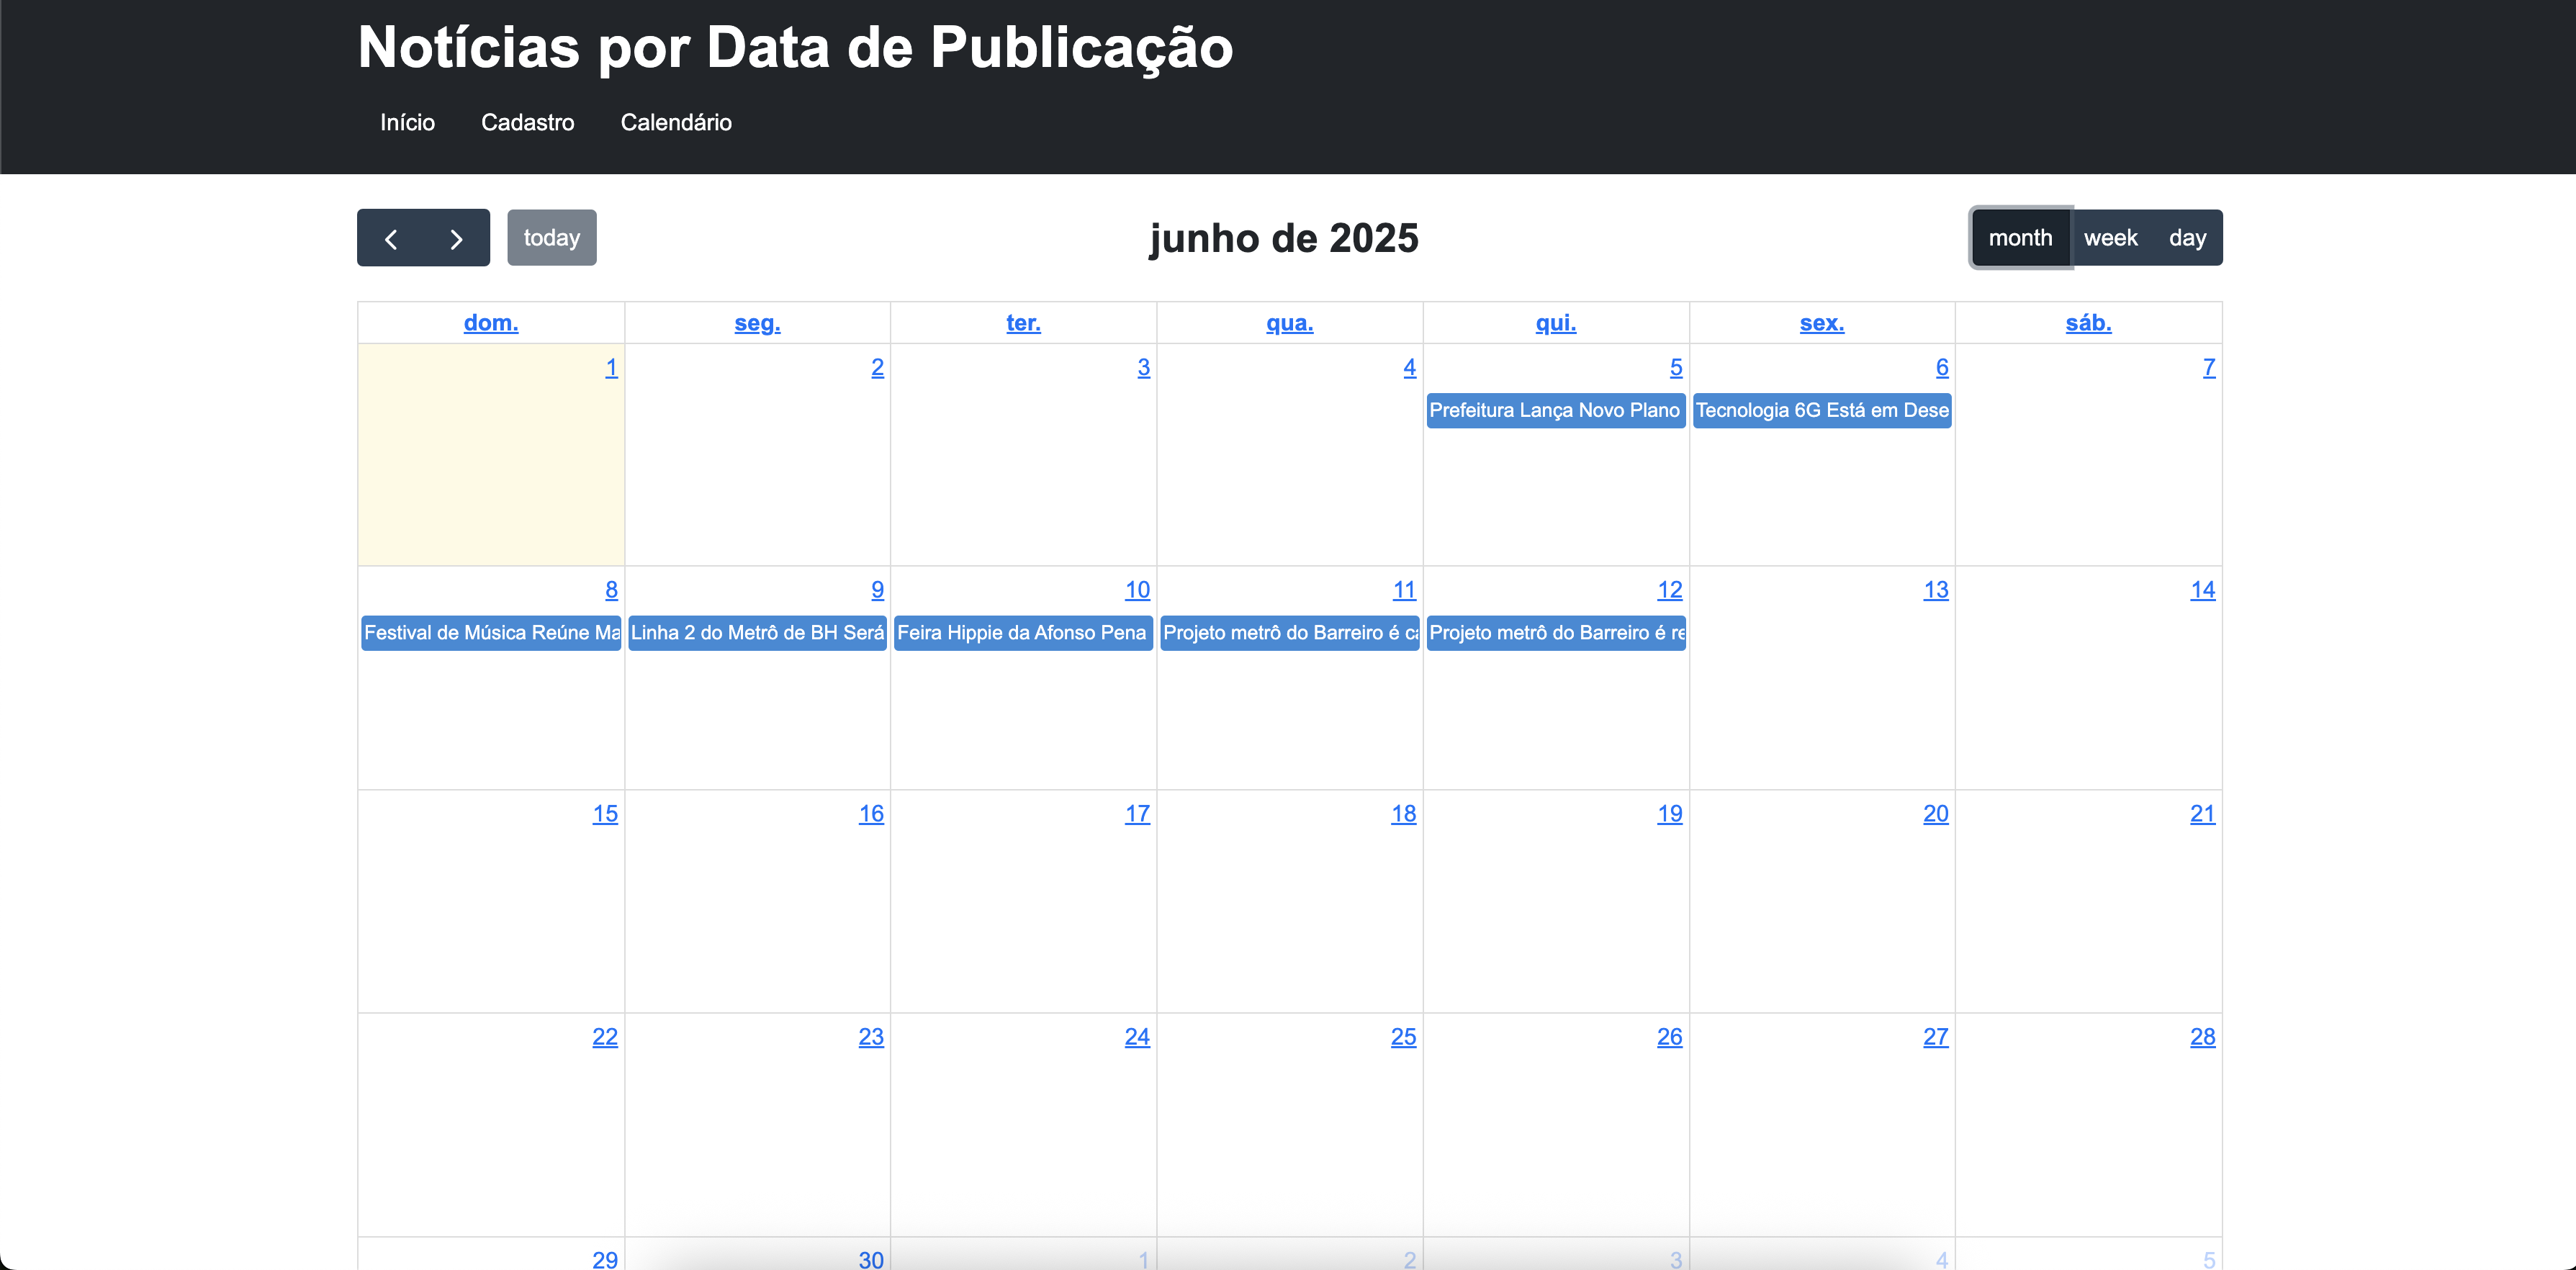 Notícias por Data de Publicação
Início Cadastro Calendário
today junho de 2025 month week day
dom. seg. ter. qua. qui. sex. sáb.
1 2 3 4 5 6 7
Prefeitura Lança Novo Plano Tecnologia 6G Está em Dese
8 9 10 11 12 13 14
Festival de Música Reúne Ma Linha 2 do Metrô de BH Será Feira Hippie da Afonso Pena Projeto metrô do Barreiro é Projeto metrô do Barreiro é
15 16 17 18 19 20 21
22 23 24 25 26 27 28
29 30 1 2 3 4 5